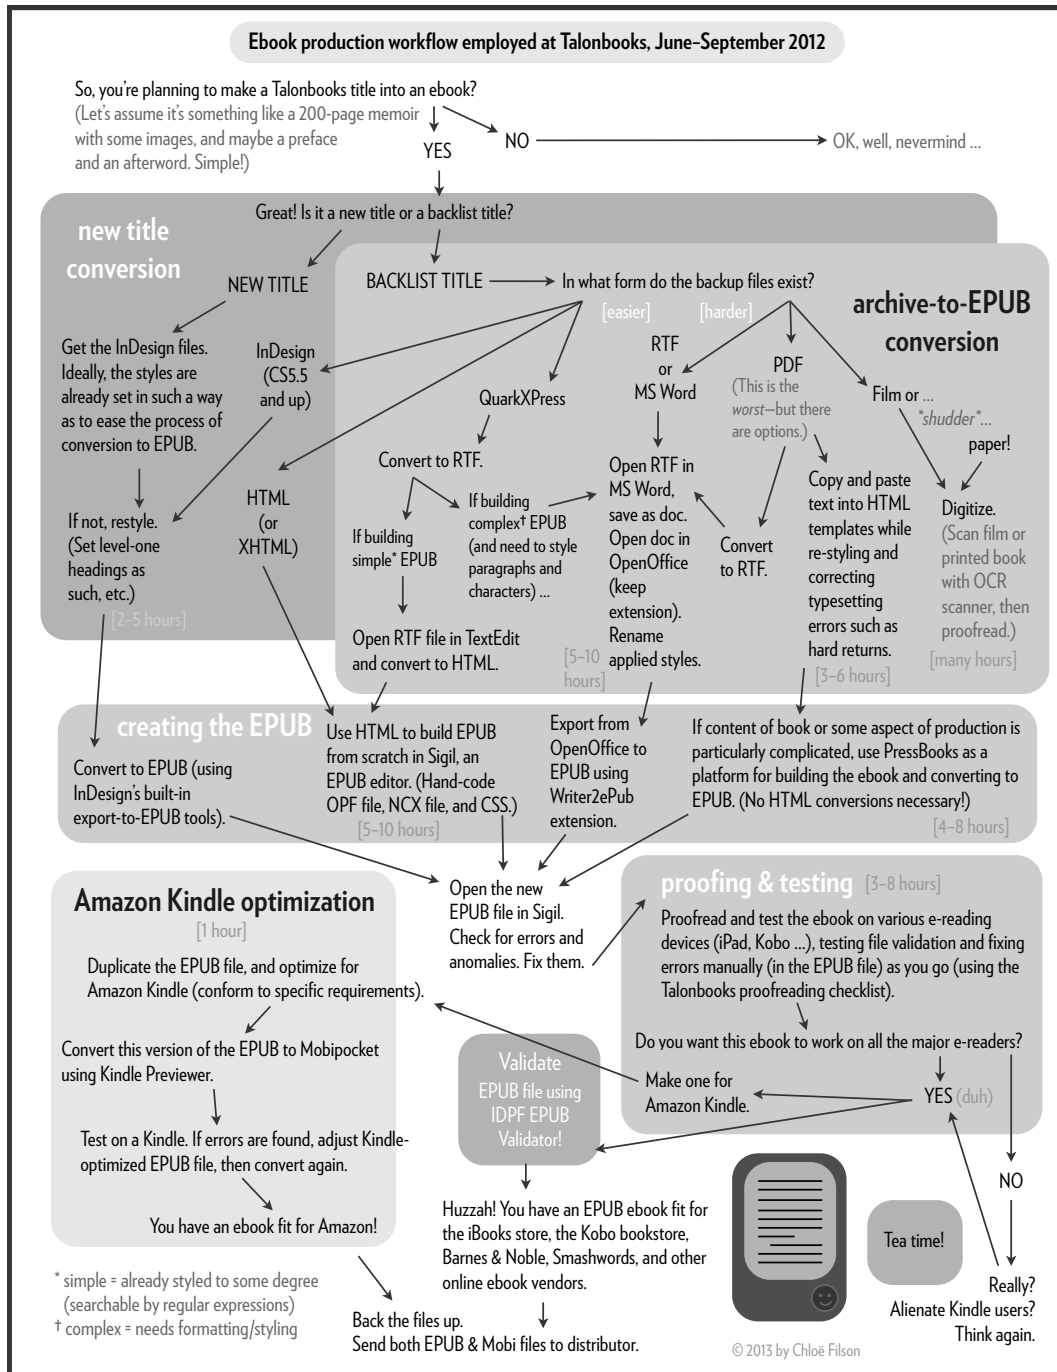 Ebook production workflow employed at Talonbooks, June–September 2012
So, you're planning to make a Talonbooks title into an ebook?
(Let's assume it's something like a 200-page memoir
with some images, and maybe a preface
and an afterword. Simple!)
YES
NO
OK, well, nevermind ...
new title
conversion
Great! Is it a new title or a backlist title?
NEW TITLE
BACKLIST TITLE
In what form do the backup files exist?
[easier]
[harder]
archive-to-EPUB
conversion
Get the InDesign files.
Ideally, the styles are
already set in such a way
as to ease the process of
conversion to EPUB.
InDesign
(CS5.5
and up)
QuarkXPress
RTF
or
MS Word
PDF
(This is the
worst—but there
are options.)
Film or ...
*shudder*...
paper!
If not, restyle.
(Set level-one
headings as
such, etc.)
[2–5 hours]
HTML
(or
XHTML)
Convert to RTF.
If building
simple* EPUB
If building
complex† EPUB
(and need to style
paragraphs and
characters) ...
Open RTF file in TextEdit
and convert to HTML.
Open RTF in
MS Word,
save as doc.
Open doc in
OpenOffice
(keep
extension).
Rename
applied styles.
[5–10
hours]
Convert
to RTF.
Copy and paste
text into HTML
templates while
re-styling and
correcting
typesetting
errors such as
hard returns.
[3–6 hours]
Digitize.
(Scan film or
printed book
with OCR
scanner, then
proofread.)
[many hours]
creating the EPUB
Convert to EPUB (using
InDesign's built-in
export-to-EPUB tools).
Use HTML to build EPUB
from scratch in Sigil, an
EPUB editor. (Hand-code
OPF file, NCX file, and CSS.)
[5–10 hours]
Export from
OpenOffice to
EPUB using
Writer2ePub
extension.
If content of book or some aspect of production is
particularly complicated, use PressBooks as a
platform for building the ebook and converting to
EPUB. (No HTML conversions necessary!)
[4–8 hours]
Open the new
EPUB file in Sigil.
Check for errors and
anomalies. Fix them.
proofing & testing [3–8 hours]
Proofread and test the ebook on various e-reading
devices (iPad, Kobo ...), testing file validation and fixing
errors manually (in the EPUB file) as you go (using the
Talonbooks proofreading checklist).
Do you want this ebook to work on all the major e-readers?
YES (duh)
Make one for
Amazon Kindle.
NO
Really?
Alienate Kindle users?
Think again.
Amazon Kindle optimization
[1 hour]
Duplicate the EPUB file, and optimize for
Amazon Kindle (conform to specific requirements).
Convert this version of the EPUB to Mobipocket
using Kindle Previewer.
Test on a Kindle. If errors are found, adjust Kindle-
optimized EPUB file, then convert again.
You have an ebook fit for Amazon!
Validate
EPUB file using
IDPF EPUB
Validator!
Huzzah! You have an EPUB ebook fit for
the iBooks store, the Kobo bookstore,
Barnes & Noble, Smashwords, and other
online ebook vendors.
Back the files up.
Send both EPUB & Mobi files to distributor.
Tea time!
* simple = already styled to some degree
(searchable by regular expressions)
† complex = needs formatting/styling
© 2013 by Chloë Filson